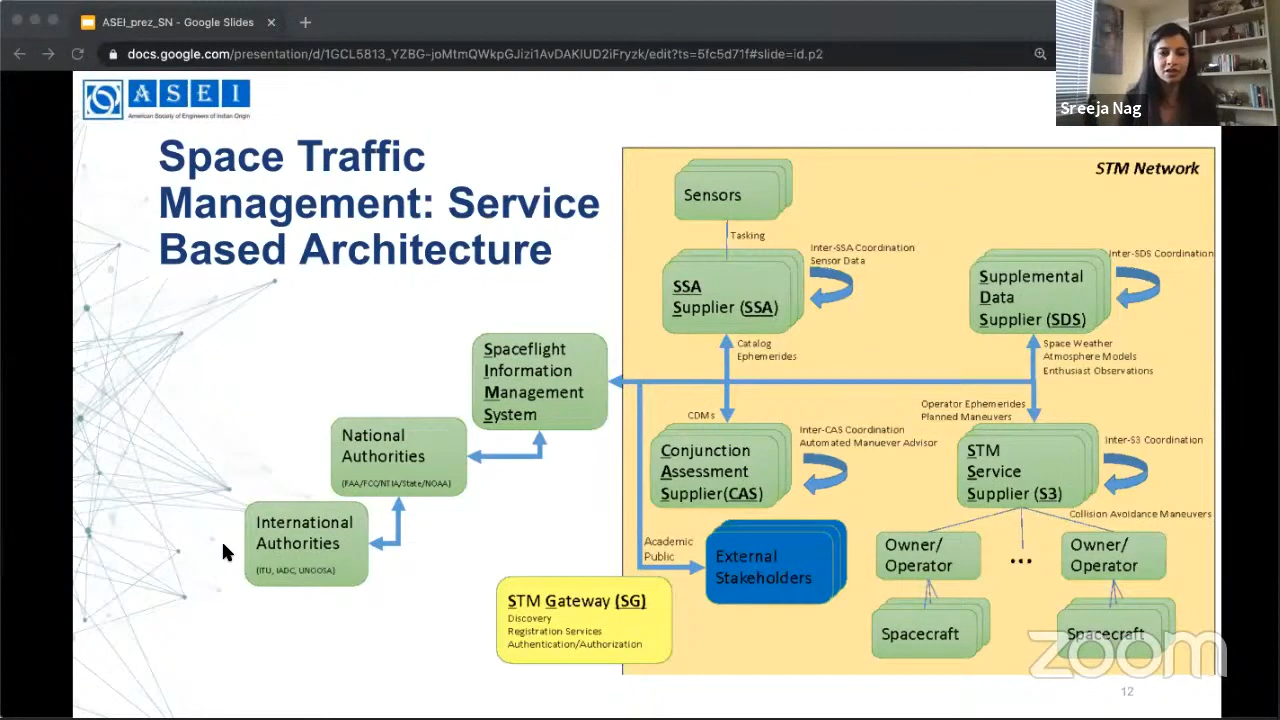 ASEI_prez_SN - Google Slides
docs.google.com/presentation/d/1GCL5813_YZBG-joMtmQWkpGJizi1AvDAKIUD2iFryzk/edit?ts=5fc5d71f#slide=id.p2
Sreeja Nag
ASEI
American Society of Engineers of Indian Origin
Space Traffic
Management: Service
Based Architecture
STM Network
Sensors
Tasking
Inter-SSA Coordination
Sensor Data
SSA
Supplier (SSA)
Inter-SDS Coordination
Supplemental
Data
Supplier (SDS)
Catalog
Ephemerides
Space Weather
Atmosphere Models
Enthusiast Observations
Spaceflight
Information
Management
System
CDMs
Operator Ephemerides
Planned Maneuvers
Inter-CAS Coordination
Automated Manuever Advisor
Inter-S3 Coordination
Conjunction
Assessment
Supplier(CAS)
STM
Service
Supplier (S3)
Collision Avoidance Maneuvers
National
Authorities
(FAA/FCC/NTIA/State/NOAA)
International
Authorities
(ITU, IADC, UNOOSA)
Academic
Public
External
Stakeholders
Owner/
Operator
...
Owner/
Operator
STM Gateway (SG)
Discovery
Registration Services
Authentication/Authorization
Spacecraft
Spacecraft
zoom
12